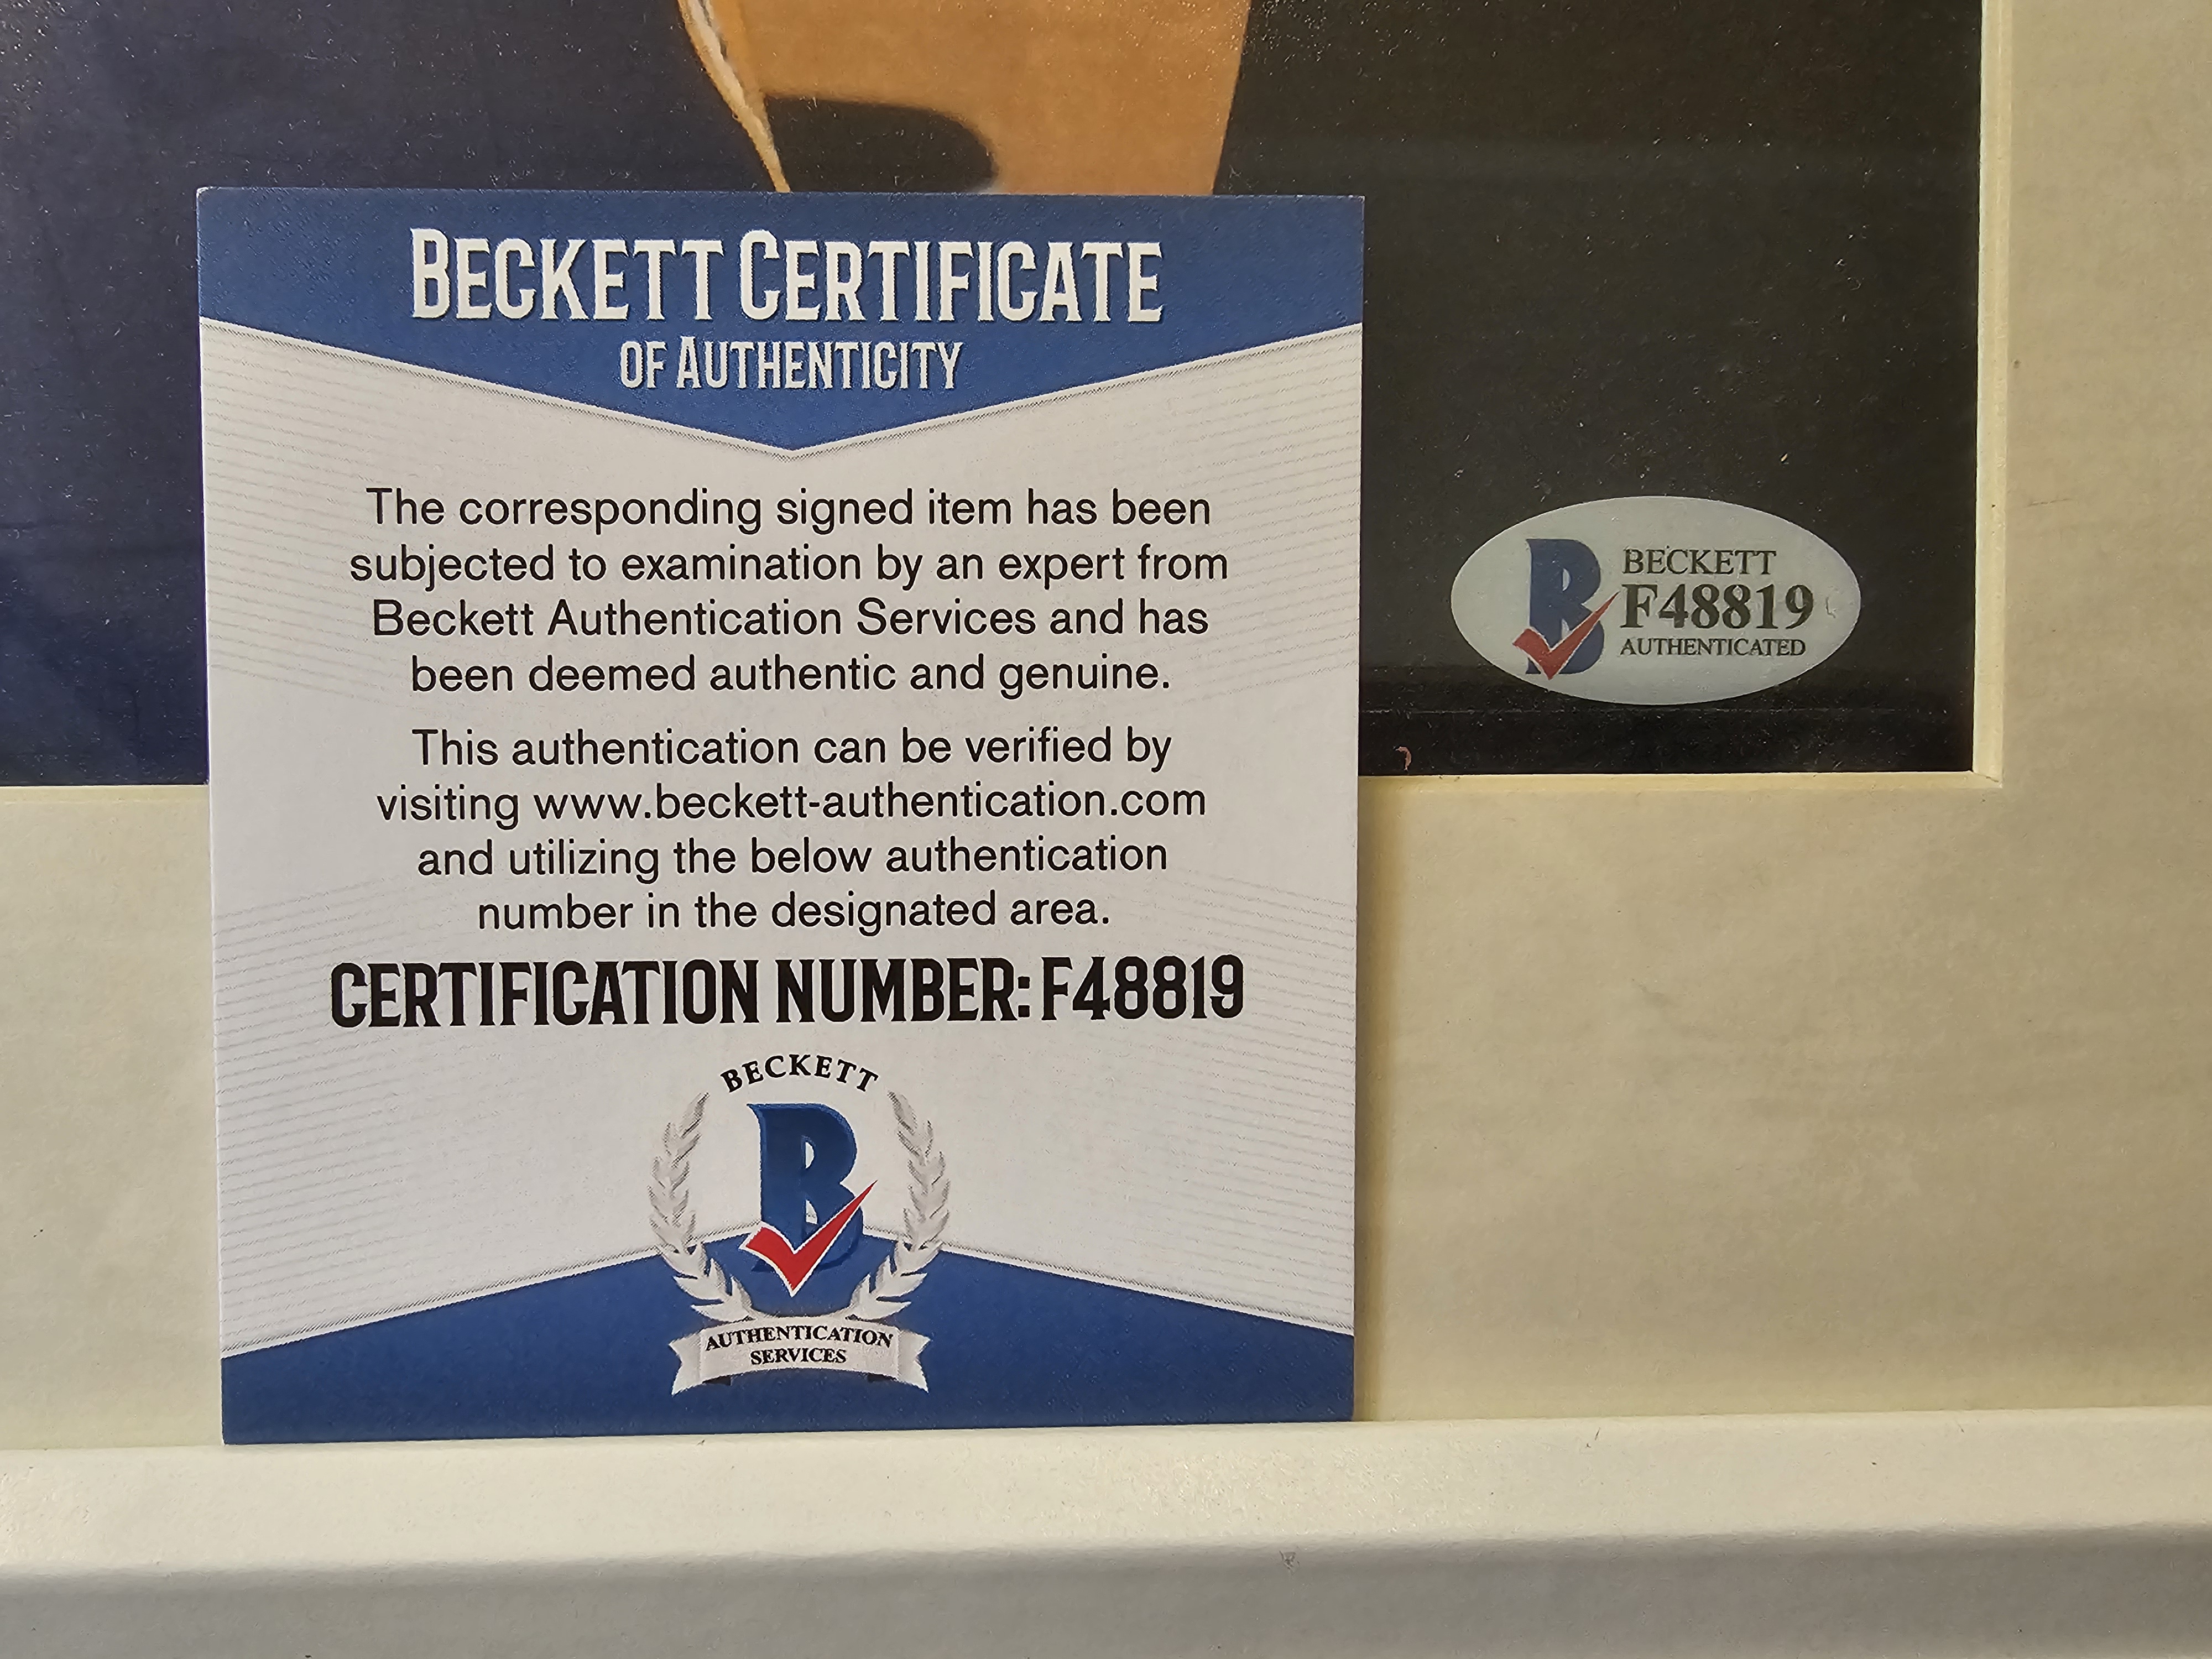 BECKETT CERTIFICATE
OF AUTHENTICITY
The corresponding signed item has been
subjected to examination by an expert from
Beckett Authentication Services and has
been deemed authentic and genuine.
This authentication can be verified by
visiting www.beckett-authentication.com
and utilizing the below authentication
number in the designated area.
CERTIFICATION NUMBER: F48819
BECKETT
B
AUTHENTICATION
SERVICES
B
BECKETT
F48819
AUTHENTICATED